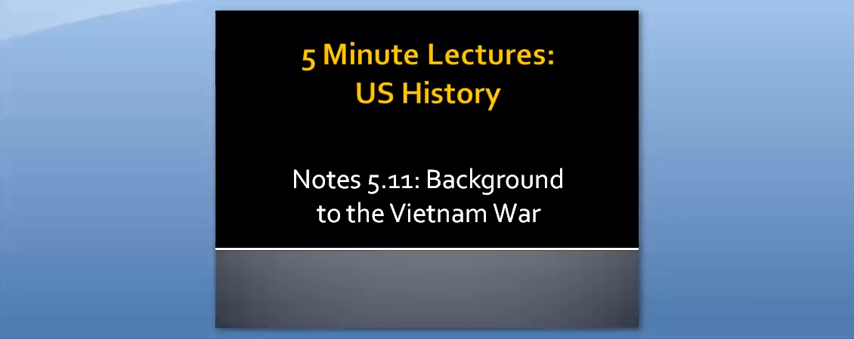 5 Minute Lectures:
US History
Notes 5.11: Background
to the Vietnam War